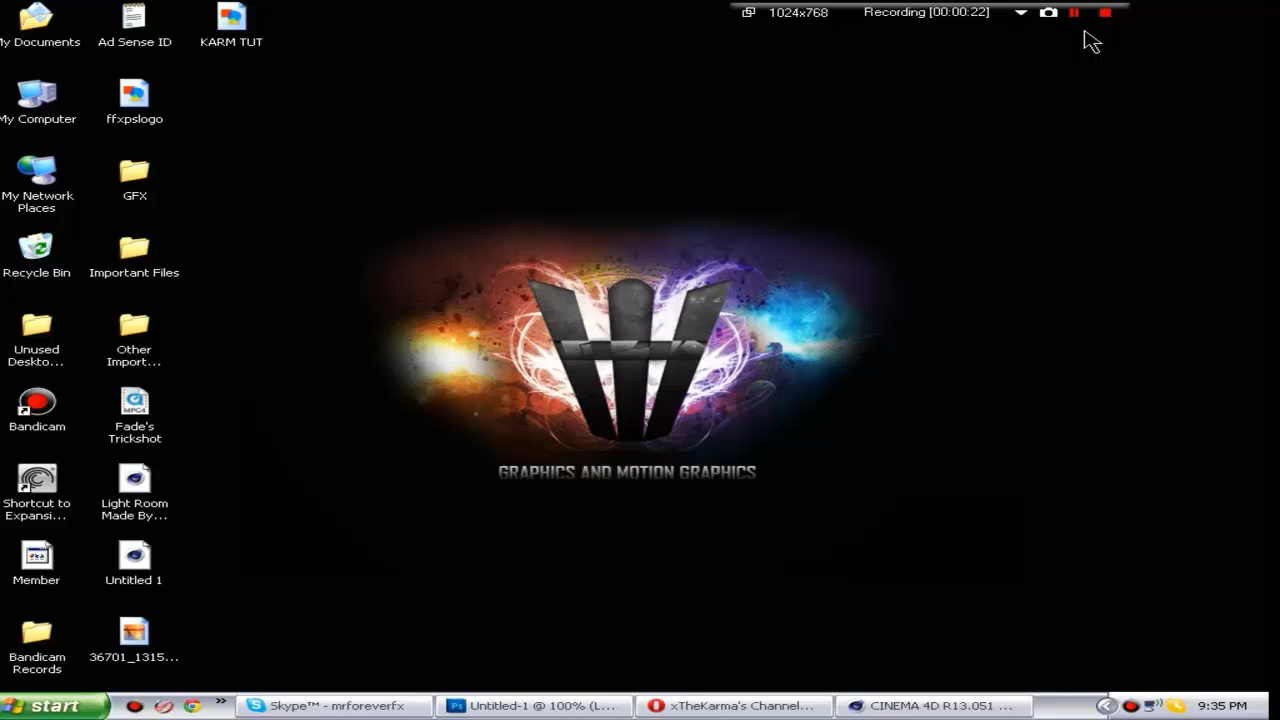 1024x768
Recording [00:00:22]
My Documents
Ad Sense ID
KARM TUT
My Computer
ffxpslogo
My Network
Places
GFX
Recycle Bin
Important Files
Unused
Deskto...
Other
Import...
Bandicam
MPG4
Fade's
Trickshot
Shortcut to
Expansi...
Light Room
Made By...
Member
Untitled 1
Bandicam
Records
36701_1315...
GRAPHICS AND MOTION GRAPHICS
start
Skype™ - mrforeverfx
Ps
Untitled-1 @ 100% (L...
xTheKarma's Channel...
CINEMA 4D R13.051 ...
9:35 PM